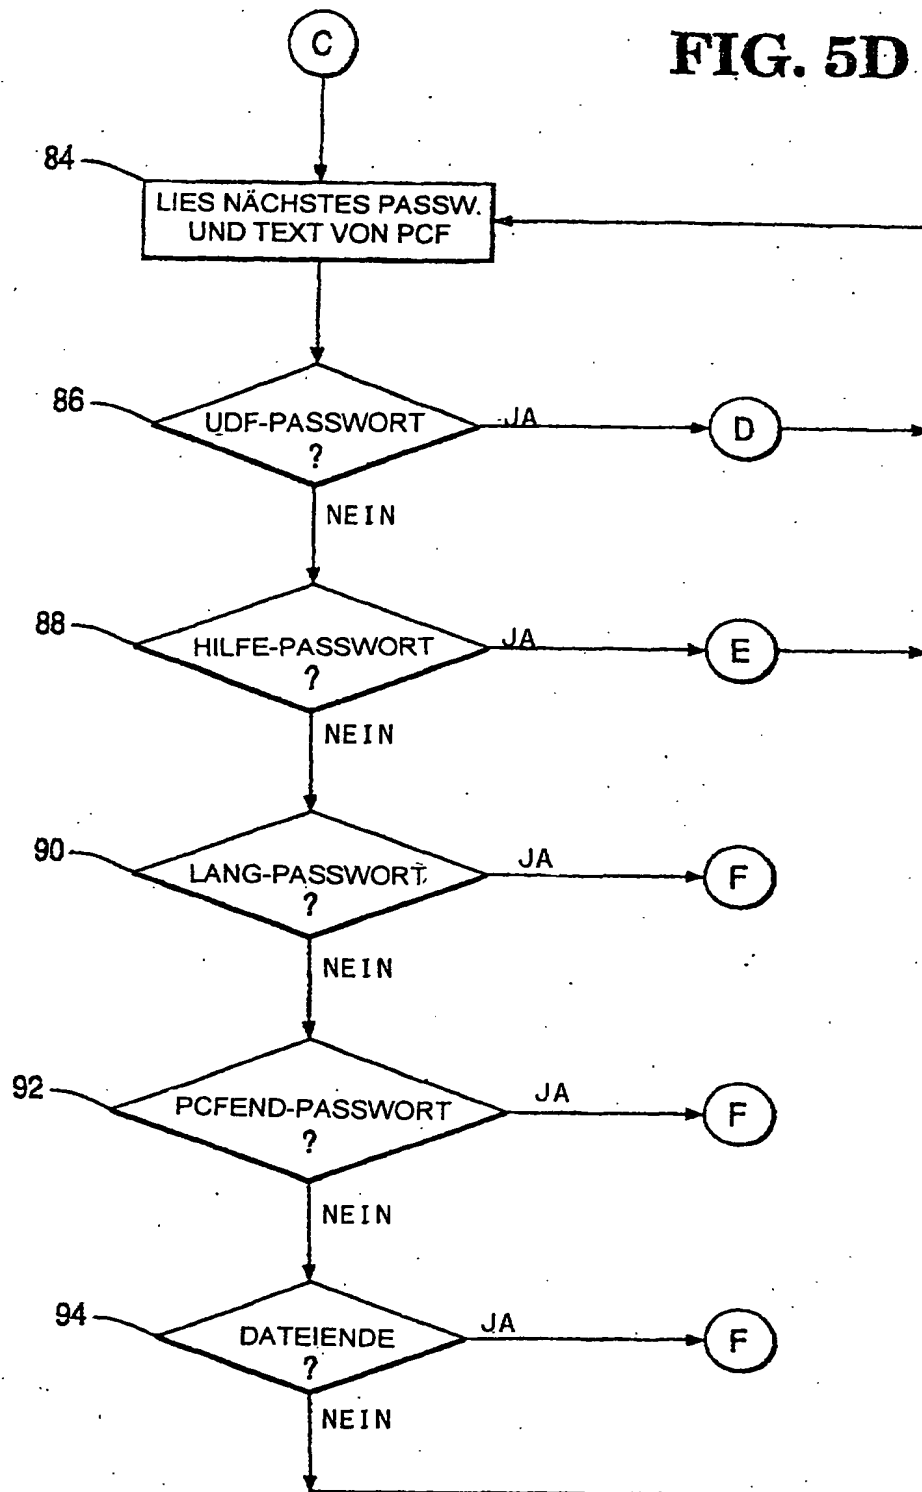 C
FIG. 5D
84
LIES NÄCHSTES PASSW.
UND TEXT VON PCF
86
UDF-PASSWORT
?
JA
D
NEIN
88
HILFE-PASSWORT
?
JA
E
NEIN
90
LANG-PASSWORT
?
JA
F
NEIN
92
PCFEND-PASSWORT
?
JA
F
NEIN
94
DATEIENDE
?
JA
F
NEIN